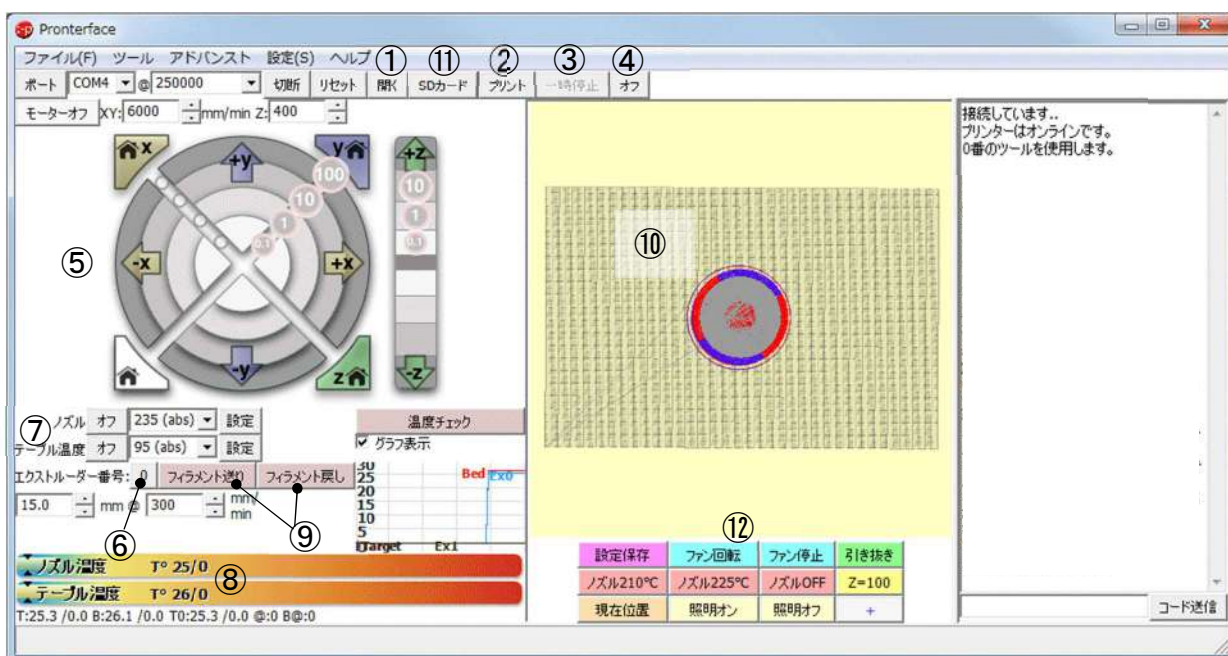 Pronterface
ファイル(F) ツール アドバンスト 設定(S) ヘルプ
① ⑪ ② ③ ④
ポート COM4 @ 250000 切断 リセット 開く SDカード プリント 一時停止 オフ
モーターオフ XY: 6000 mm/min Z: 400
x
+y
y
100
10
1
0.1
-x
+x
-y
z
+Z
10
1
0.1
-Z
⑤
⑦
ノズル オフ 235 (abs) 設定
テーブル温度 オフ 95 (abs) 設定
エクストルーダー番号: 0 フィラメント送り フィラメント戻し
15.0 mm @ 300 mm/
min
⑥ ⑨
温度チェック
グラフ表示
30
25
20
15
10
5
Bed Ex0
Target Ex1
ノズル温度 T° 25/0
⑧
テーブル温度 T° 26/0
T:25.3 /0.0 B:26.1 /0.0 T0:25.3 /0.0 @:0 B@:0
⑩
⑫
設定保存 ファン回転 ファン停止 引き抜き
ノズル210℃ ノズル225℃ ノズルOFF Z=100
現在位置 照明オン 照明オフ +
接続しています..
プリンターはオンラインです。
0番のツールを使用します。
コード送信